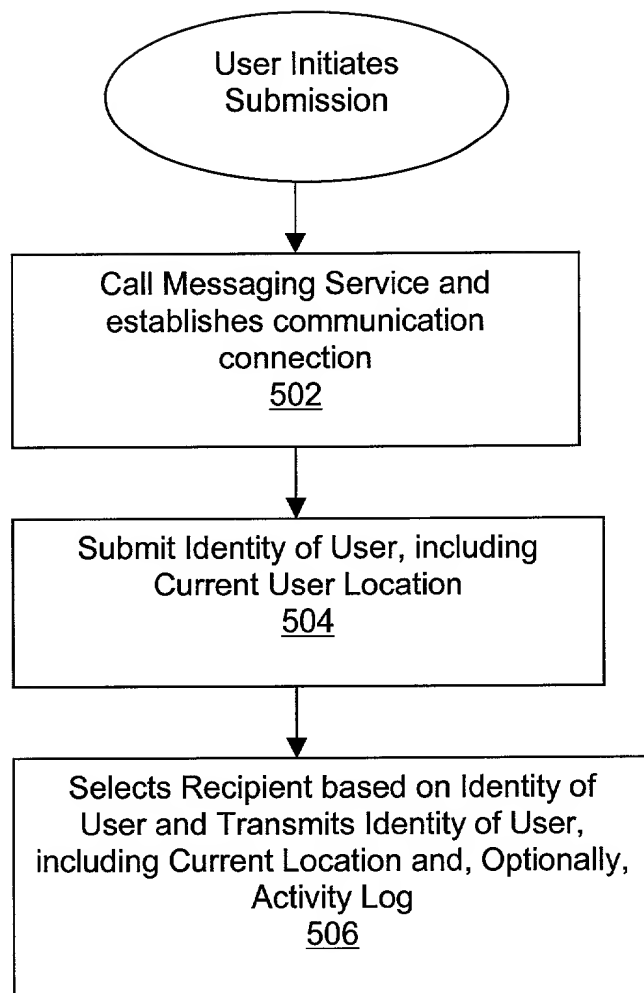 User Initiates
Submission
Call Messaging Service and
establishes communication
connection
502
Submit Identity of User, including
Current User Location
504
Selects Recipient based on Identity of
User and Transmits Identity of User,
including Current Location and, Optionally,
Activity Log
506